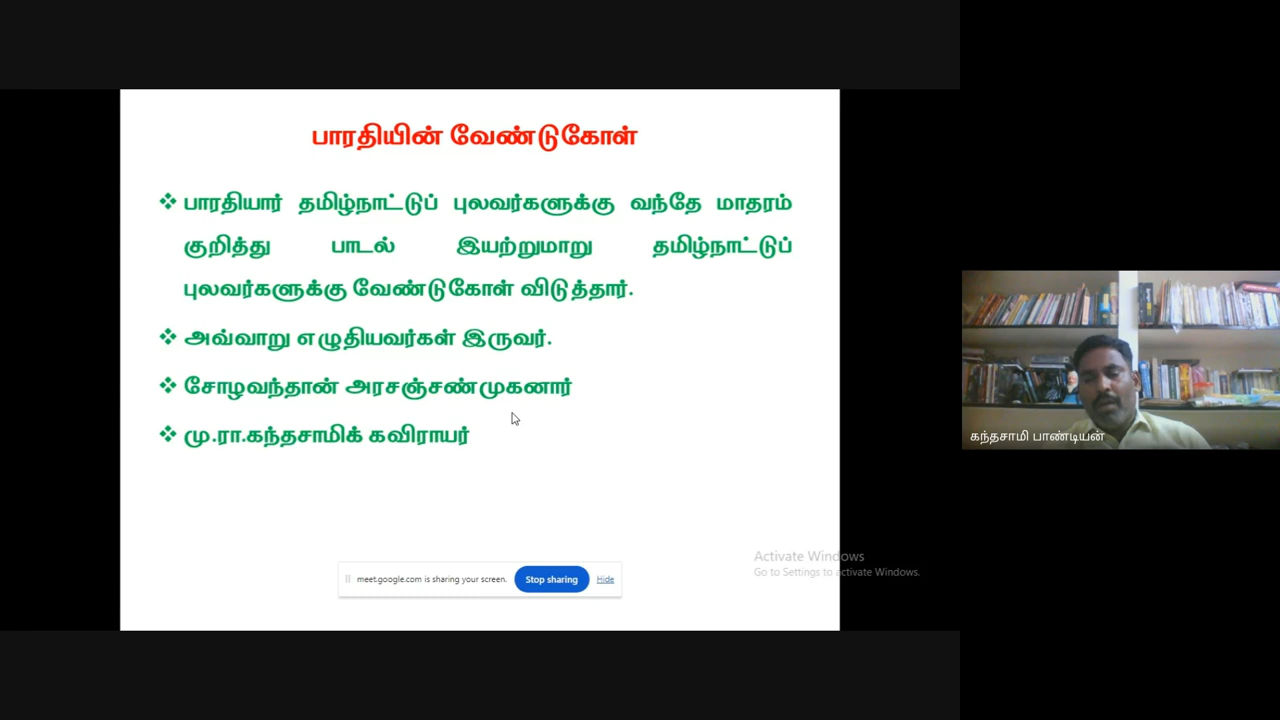 பாரதியின் வேண்டுகோள்
❖ பாரதியார் தமிழ்நாட்டுப் புலவர்களுக்கு வந்தே மாதரம்
குறித்து பாடல் இயற்றுமாறு தமிழ்நாட்டுப்
புலவர்களுக்கு வேண்டுகோள் விடுத்தார்.
❖ அவ்வாறு எழுதியவர்கள் இருவர்.
❖ சோழவந்தான் அரசஞ்சண்முகனார்
❖ மு.ரா.கந்தசாமிக் கவிராயர்
கந்தசாமி பாண்டியன்
Activate Windows
Go to Settings to activate Windows.
meet.google.com is sharing your screen. Stop sharing Hide